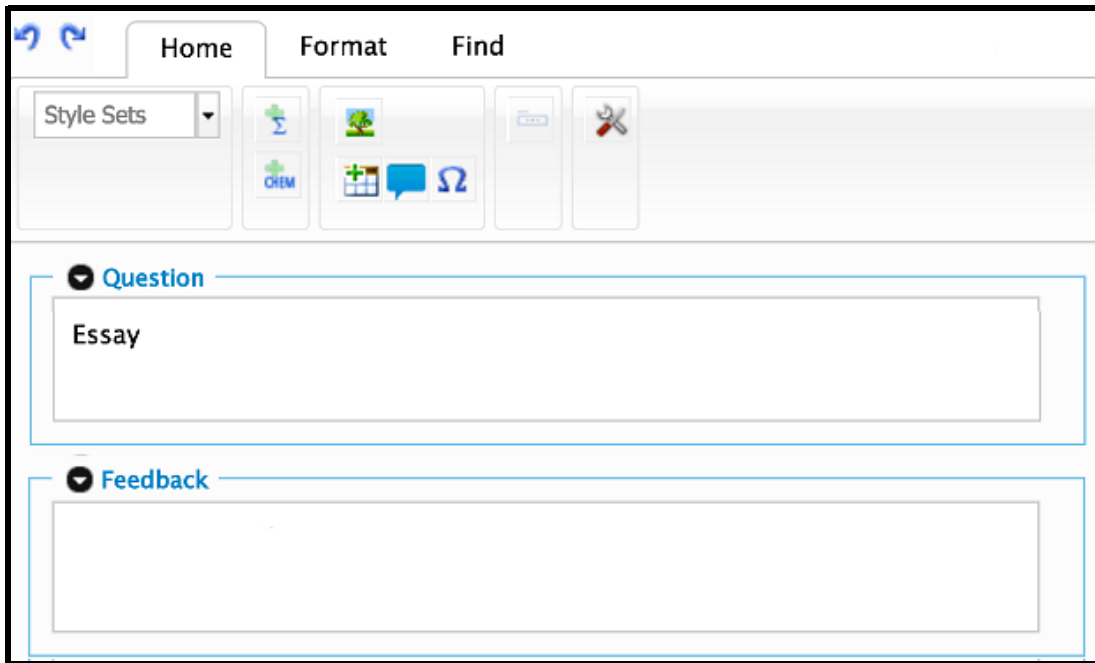 Home Format Find
Style Sets
Σ
CHEM
Ω
Question
Essay
Feedback